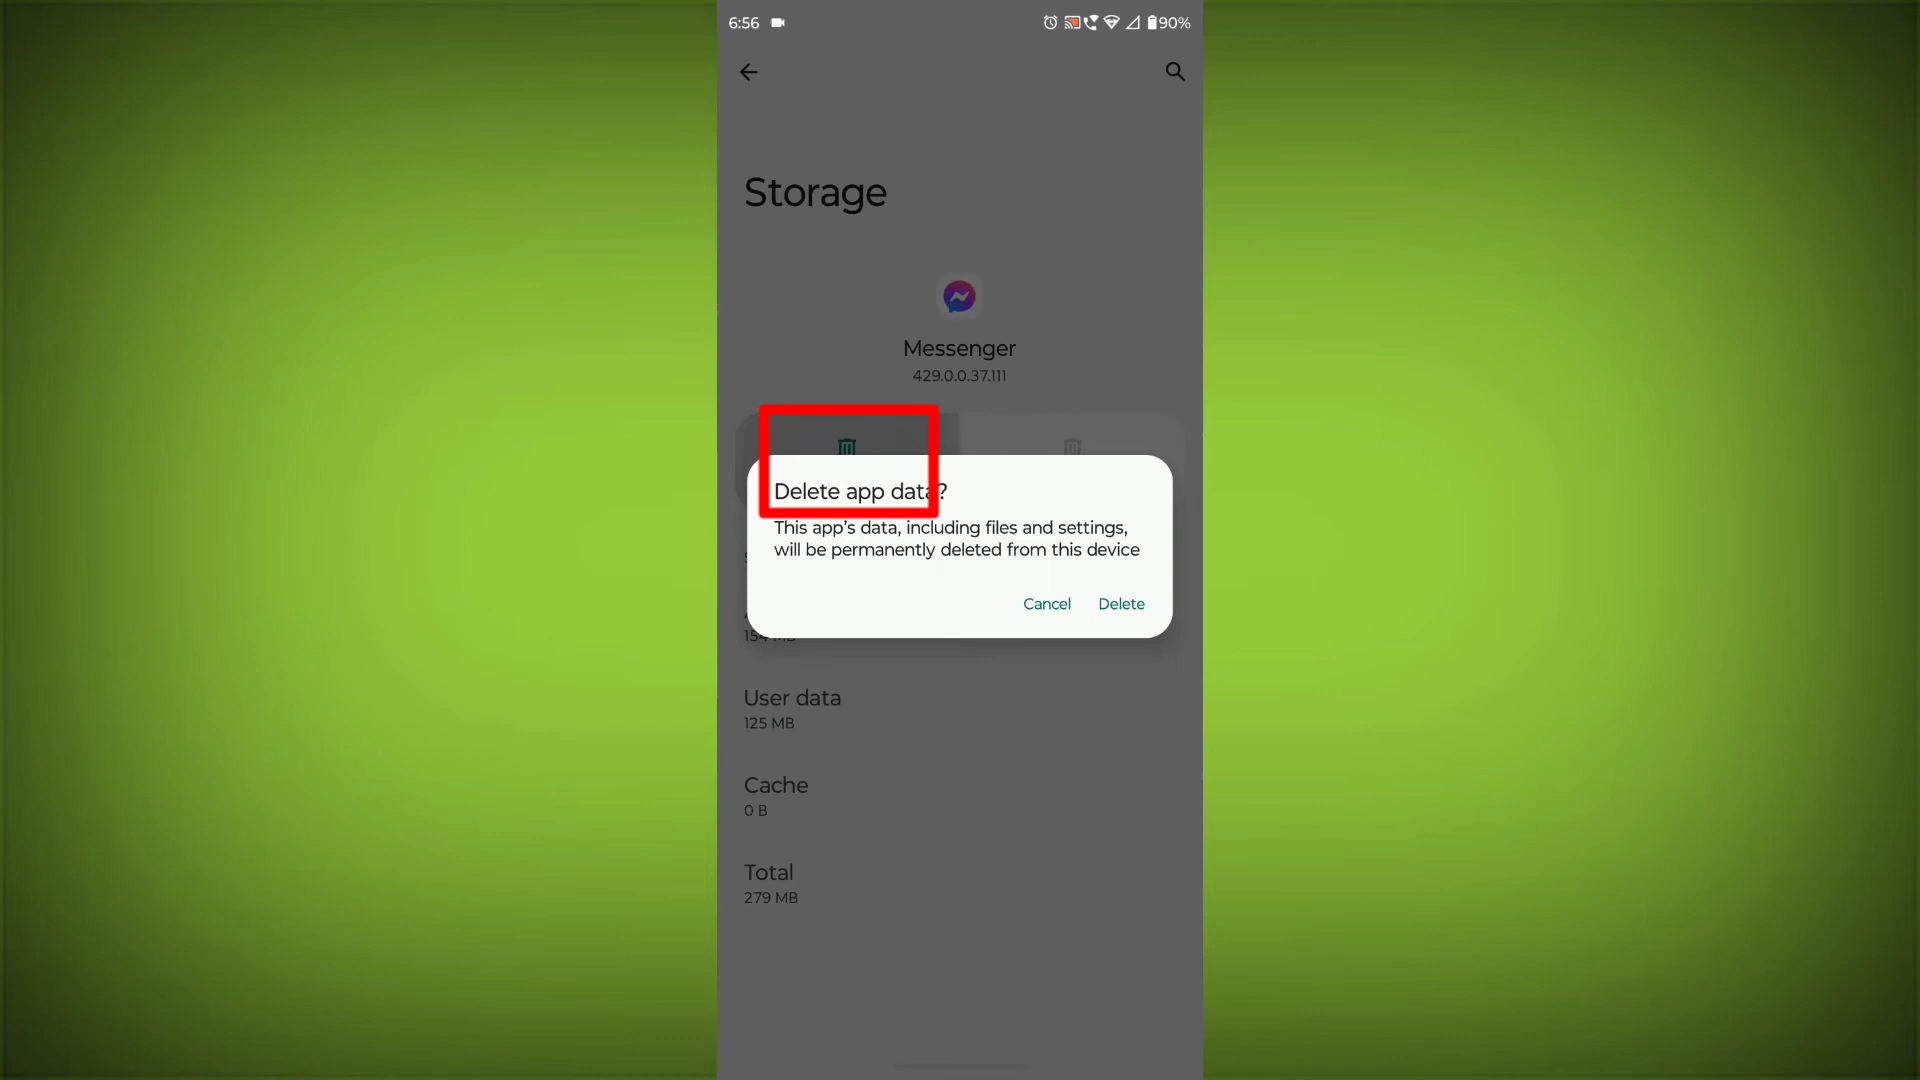 6:56
90%
Storage
Messenger
429.0.0.37.111
Delete app data?
This app's data, including files and settings,
will be permanently deleted from this device
Cancel
Delete
User data
125 MB
Cache
0 B
Total
279 MB